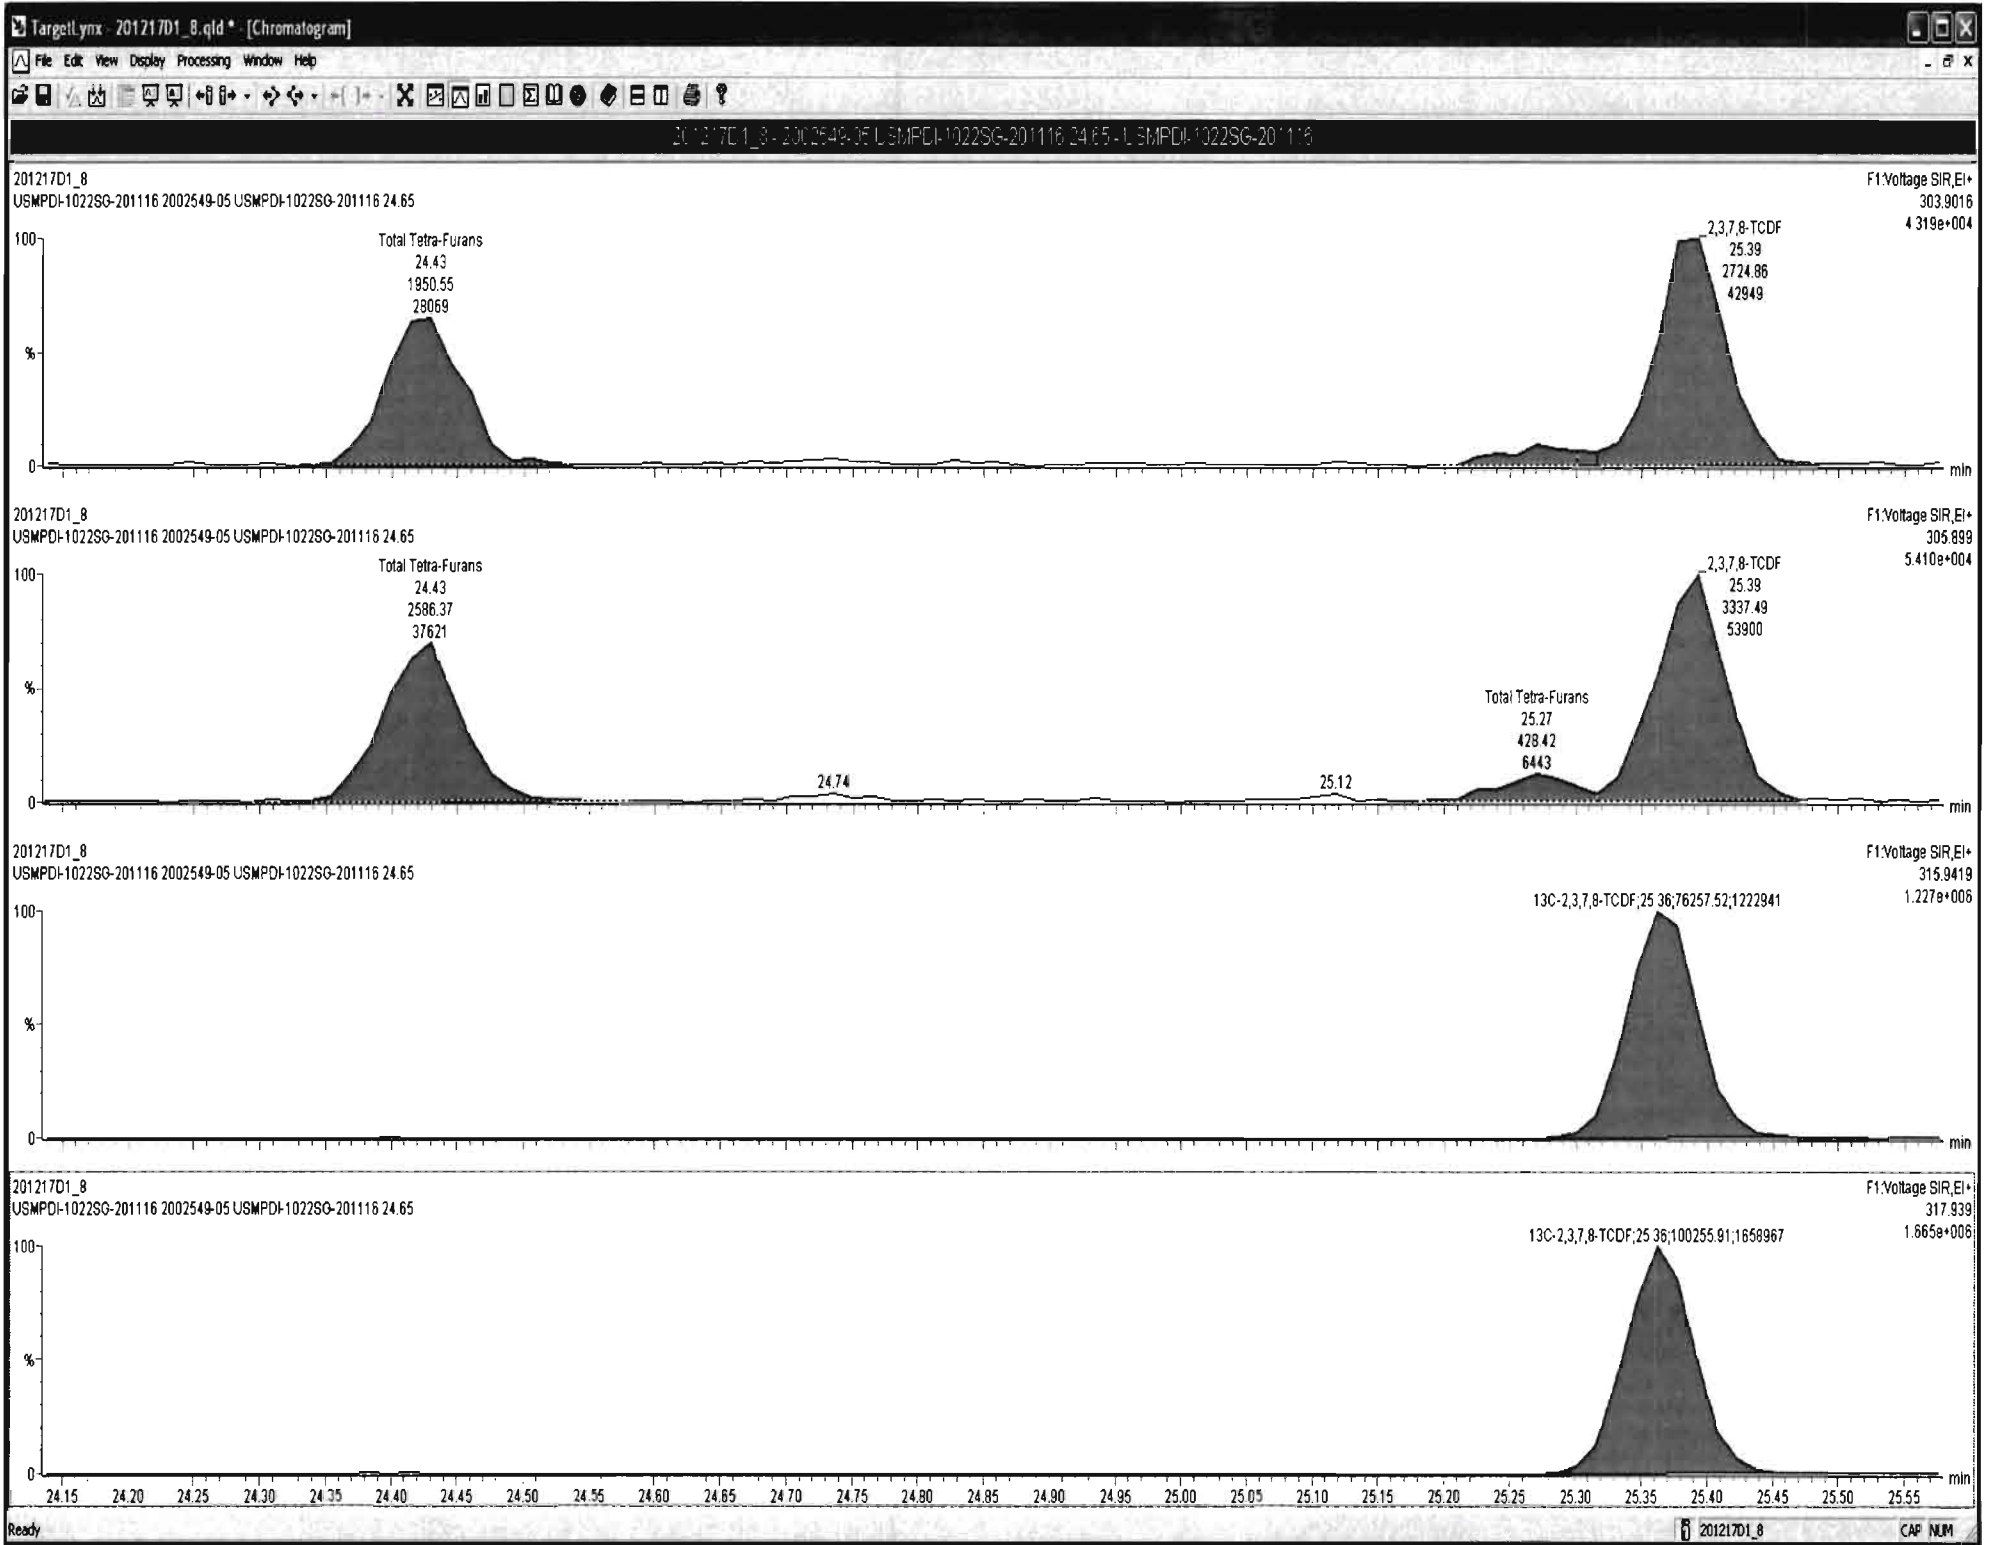 TargetLynx - 201217D1_8.qld * - [Chromatogram]
File Edit View Display Processing Window Help
201217D1_8 - 2002549-05 USMPDI-1022SG-201116 24.65 - USMPDI-1022SG-201116
201217D1_8
F1:Voltage SIR,EI+
USMPDI-1022SG-201116 2002549-05 USMPDI-1022SG-201116 24.65
303.9016
4.319e+004
100
%
0
Total Tetra-Furans
24.43
1950.55
28069
2,3,7,8-TCDF
25.39
2724.86
42949
min
201217D1_8
F1:Voltage SIR,EI+
USMPDI-1022SG-201116 2002549-05 USMPDI-1022SG-201116 24.65
305.899
5.410e+004
100
%
0
Total Tetra-Furans
24.43
2586.37
37621
24.74
25.12
Total Tetra-Furans
25.27
428.42
6443
2,3,7,8-TCDF
25.39
3337.49
53900
min
201217D1_8
F1:Voltage SIR,EI+
USMPDI-1022SG-201116 2002549-05 USMPDI-1022SG-201116 24.65
315.9419
1.227e+006
100
%
0
13C-2,3,7,8-TCDF;25.36;76257.52;1222941
min
201217D1_8
F1:Voltage SIR,EI+
USMPDI-1022SG-201116 2002549-05 USMPDI-1022SG-201116 24.65
317.939
1.665e+006
100
%
0
13C-2,3,7,8-TCDF;25.36;100255.91;1658967
min
24.15 24.20 24.25 24.30 24.35 24.40 24.45 24.50 24.55 24.60 24.65 24.70 24.75 24.80 24.85 24.90 24.95 25.00 25.05 25.10 25.15 25.20 25.25 25.30 25.35 25.40 25.45 25.50 25.55
Ready
201217D1_8
CAP NUM